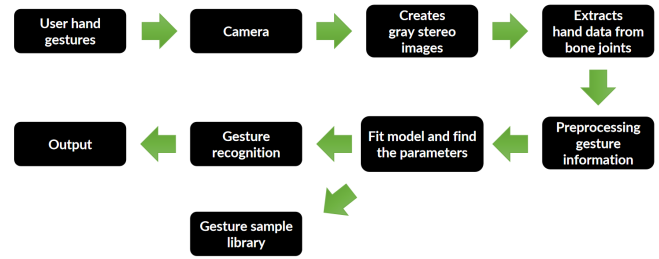 User hand
gestures
Camera
Creates
gray stereo
images
Extracts
hand data from
bone joints
Preprocessing
gesture
information
Fit model and find
the parameters
Gesture
recognition
Output
Gesture sample
library